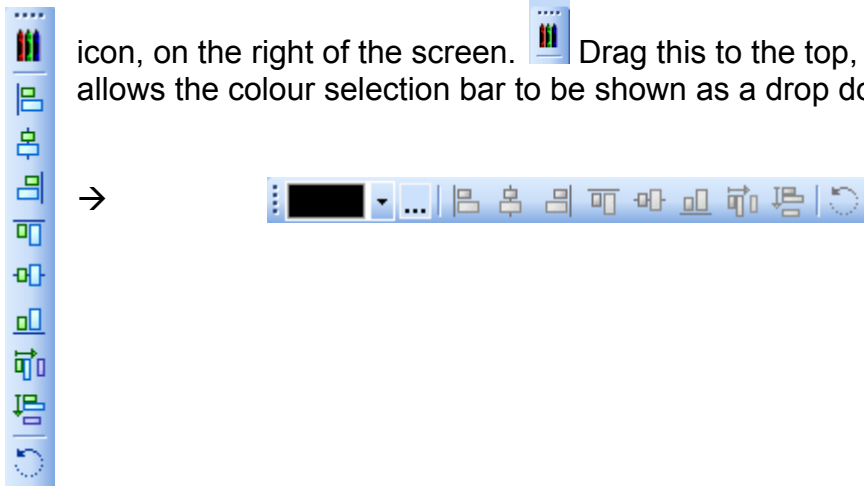 icon, on the right of the screen. Drag this to the top,
allows the colour selection bar to be shown as a drop do
→
...